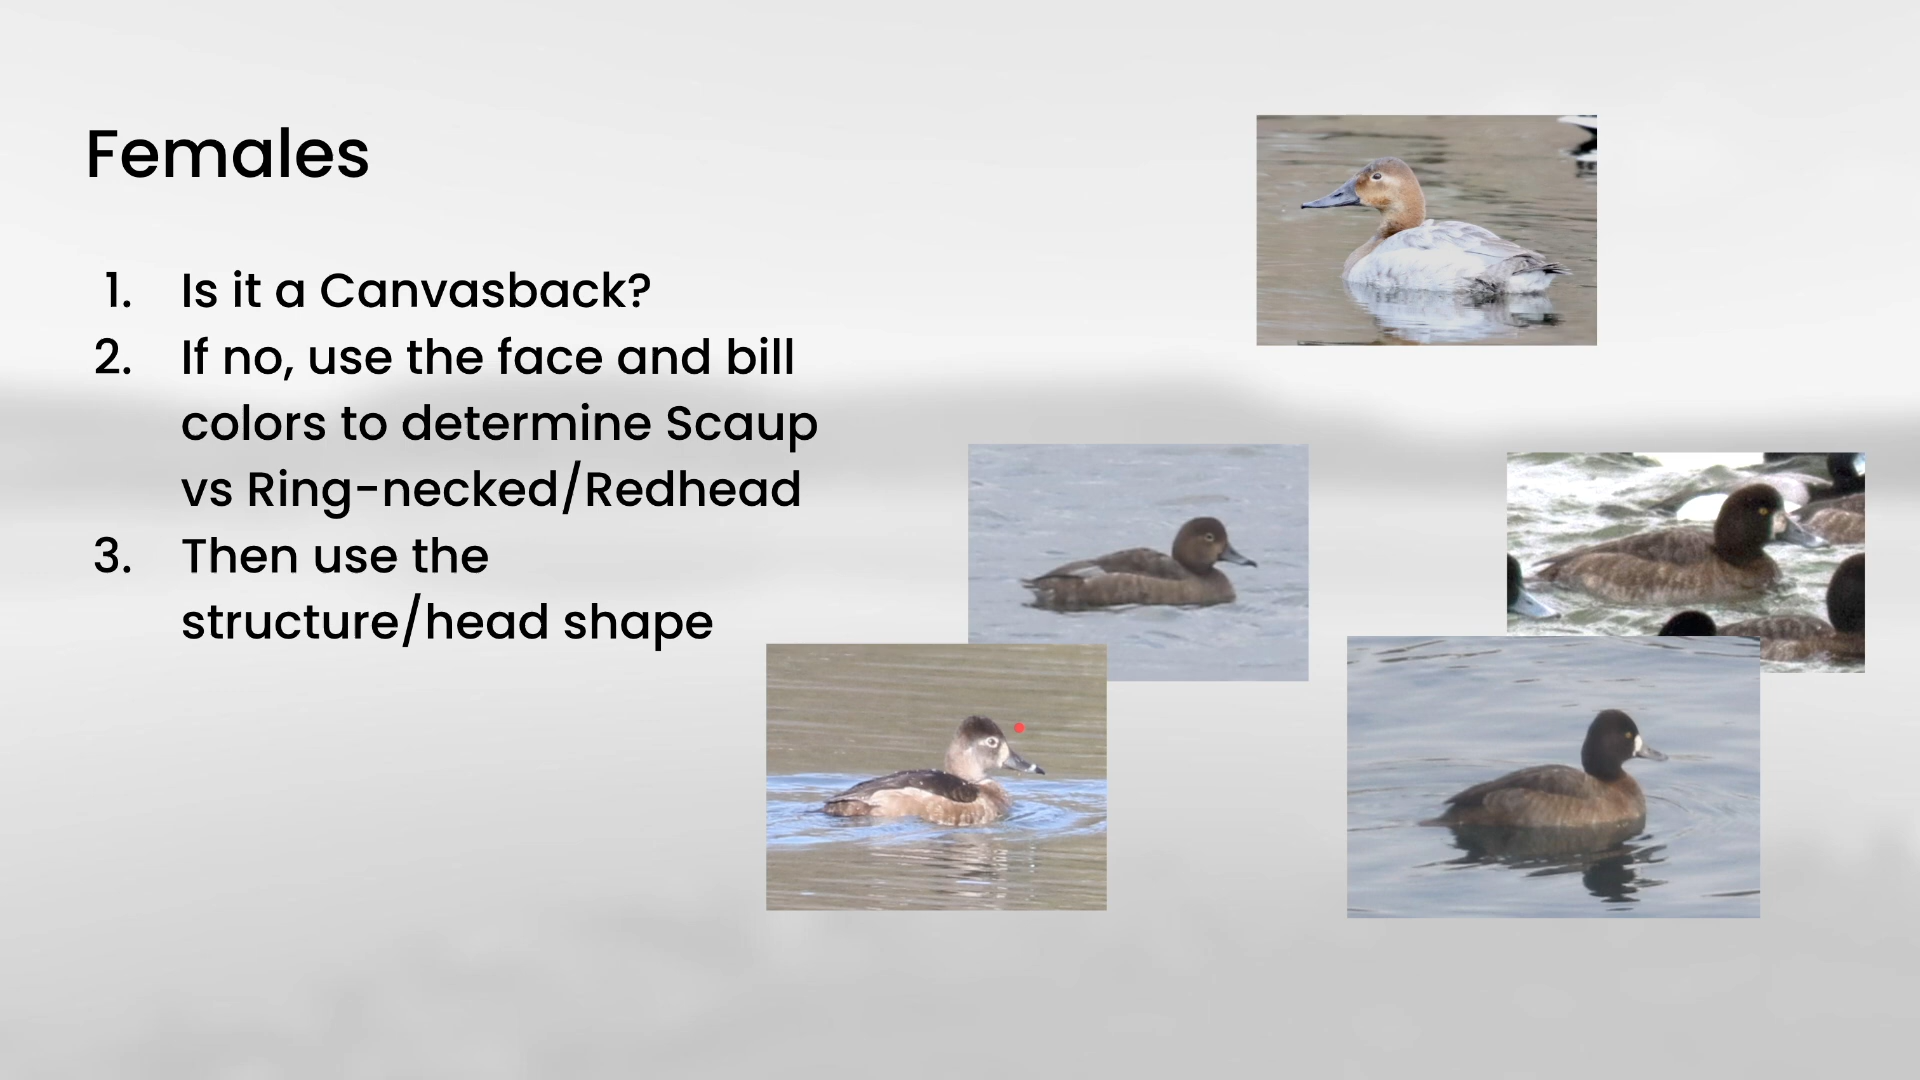 Females
1. Is it a Canvasback?
2. If no, use the face and bill
colors to determine Scaup
vs Ring-necked/Redhead
3. Then use the
structure/head shape